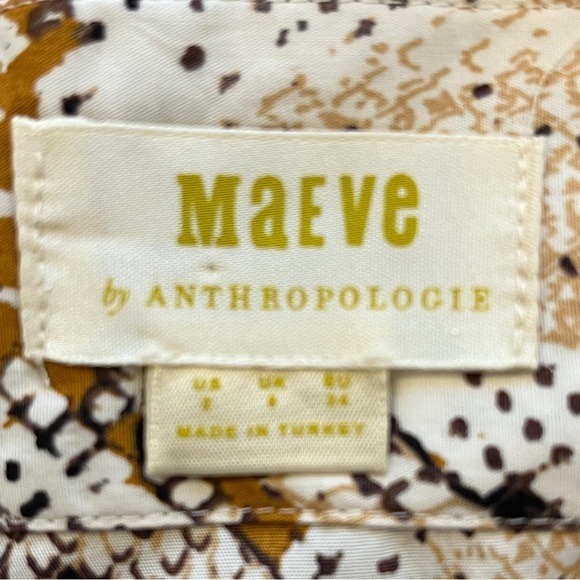 MaEve
by ANTHROPOLOGIE
US UK EU
2 6 34
MADE IN TURKEY